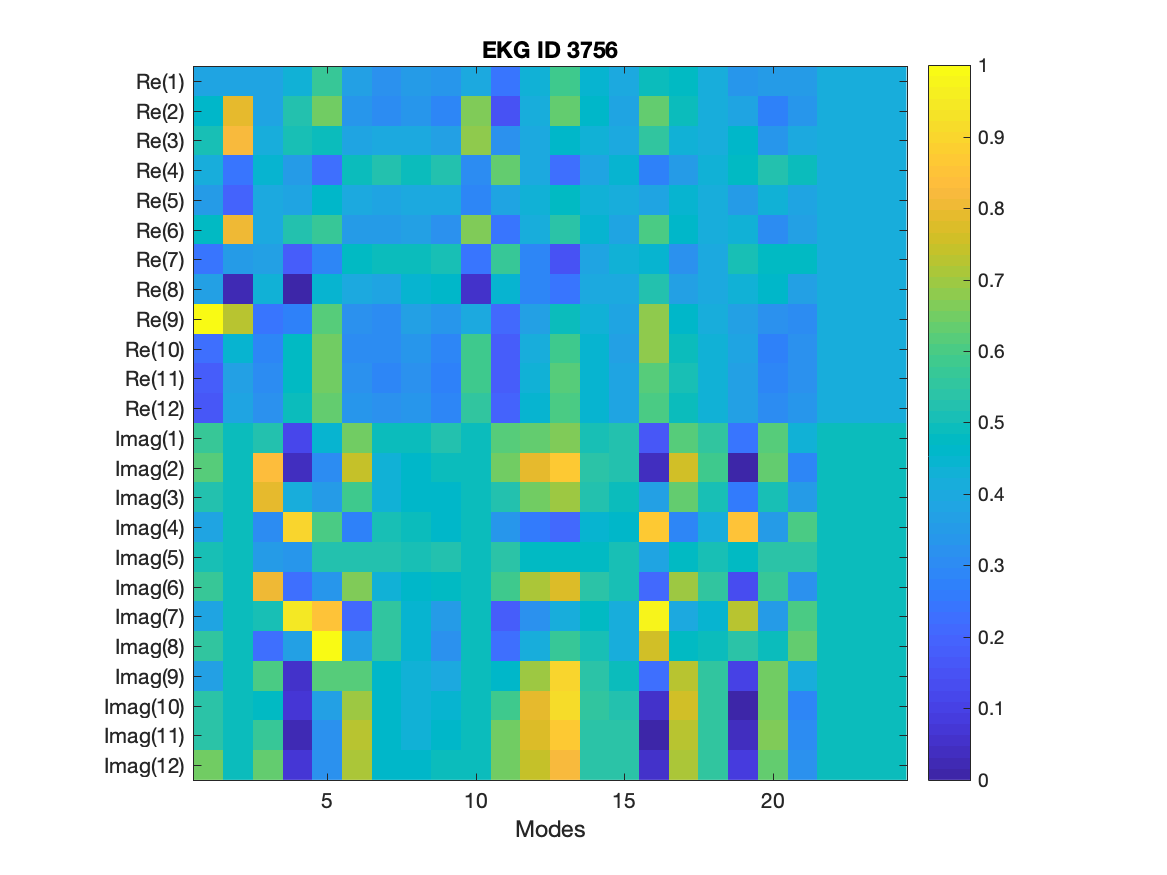 EKG ID 3756
Re(1)
Re(2)
Re(3)
Re(4)
Re(5)
Re(6)
Re(7)
Re(8)
Re(9)
Re(10)
Re(11)
Re(12)
Imag(1)
Imag(2)
Imag(3)
Imag(4)
Imag(5)
Imag(6)
Imag(7)
Imag(8)
Imag(9)
Imag(10)
Imag(11)
Imag(12)
5 10 15 20
Modes
1
0.9
0.8
0.7
0.6
0.5
0.4
0.3
0.2
0.1
0